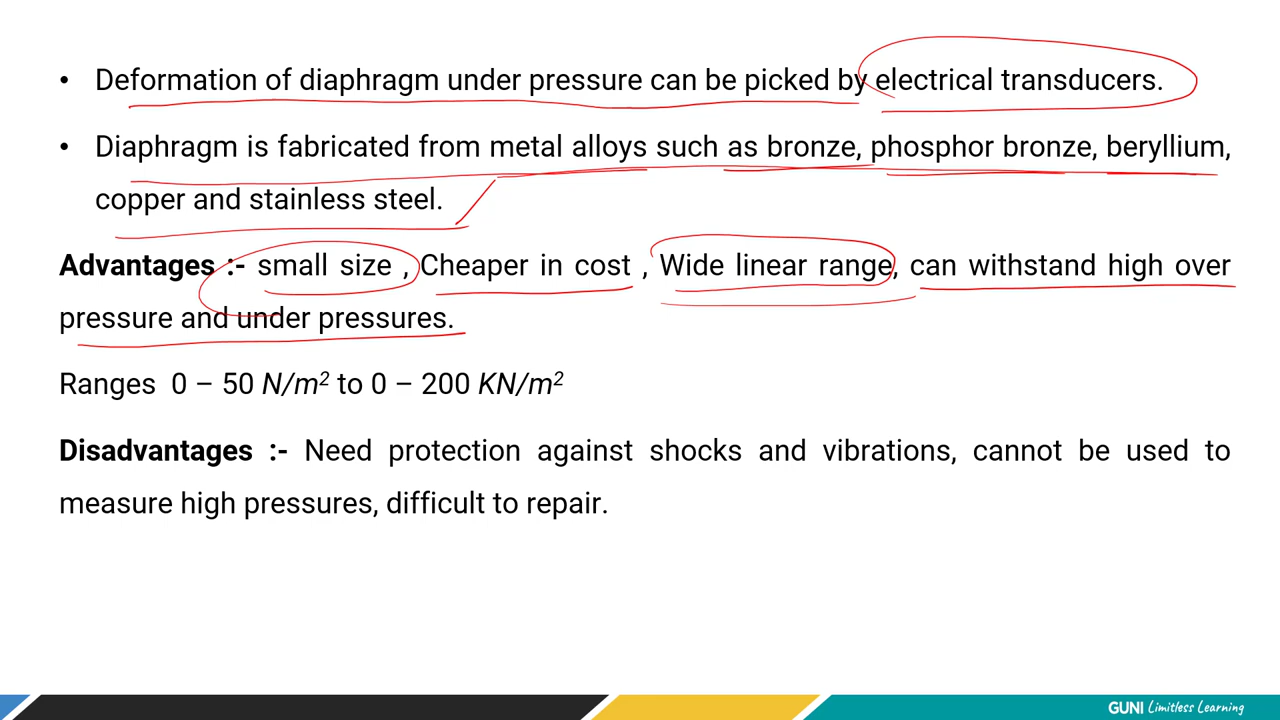 • Deformation of diaphragm under pressure can be picked by electrical transducers.
• Diaphragm is fabricated from metal alloys such as bronze, phosphor bronze, beryllium,
copper and stainless steel.
Advantages :- small size , Cheaper in cost , Wide linear range, can withstand high over
pressure and under pressures.
Ranges 0 – 50 N/m² to 0 – 200 KN/m²
Disadvantages :- Need protection against shocks and vibrations, cannot be used to
measure high pressures, difficult to repair.
GUNI Limitless Learning